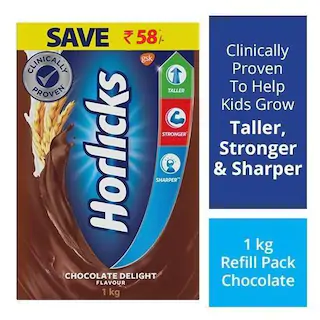 SAVE ₹58/-
CLINICALLY
PROVEN
gsk
Horlicks
TALLER
STRONGER
SHARPER
CHOCOLATE DELIGHT
FLAVOUR
1 kg
Clinically
Proven
To Help
Kids Grow
Taller,
Stronger
& Sharper
1 kg
Refill Pack
Chocolate